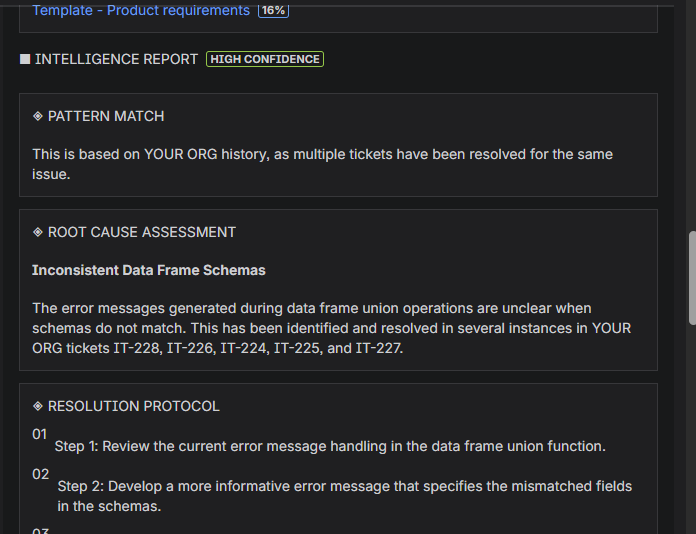 Template - Product requirements 16%
INTELLIGENCE REPORT HIGH CONFIDENCE
PATTERN MATCH
This is based on YOUR ORG history, as multiple tickets have been resolved for the same
issue.
ROOT CAUSE ASSESSMENT
Inconsistent Data Frame Schemas
The error messages generated during data frame union operations are unclear when
schemas do not match. This has been identified and resolved in several instances in YOUR
ORG tickets IT-228, IT-226, IT-224, IT-225, and IT-227.
RESOLUTION PROTOCOL
01
Step 1: Review the current error message handling in the data frame union function.
02
Step 2: Develop a more informative error message that specifies the mismatched fields
in the schemas.
03